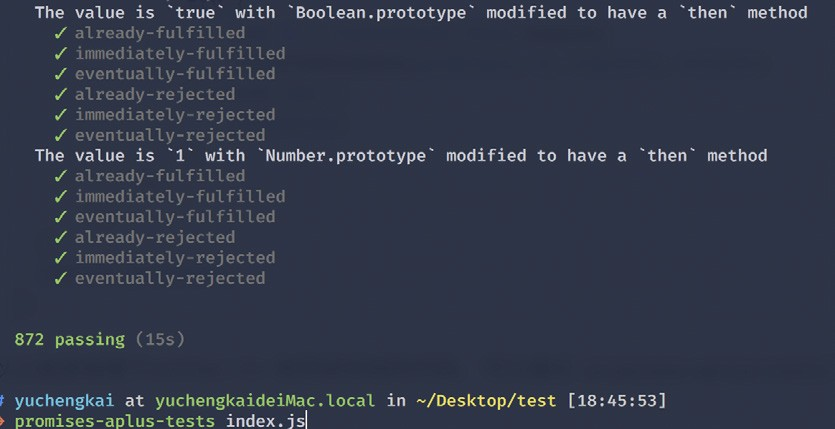 The value is `true` with `Boolean.prototype` modified to have a `then` method
✓ already-fulfilled
✓ immediately-fulfilled
✓ eventually-fulfilled
✓ already-rejected
✓ immediately-rejected
✓ eventually-rejected
The value is `1` with `Number.prototype` modified to have a `then` method
✓ already-fulfilled
✓ immediately-fulfilled
✓ eventually-fulfilled
✓ already-rejected
✓ immediately-rejected
✓ eventually-rejected
872 passing (15s)
# yuchengkai at yuchengkaideiMac.local in ~/Desktop/test [18:45:53]
promises-aplus-tests index.js